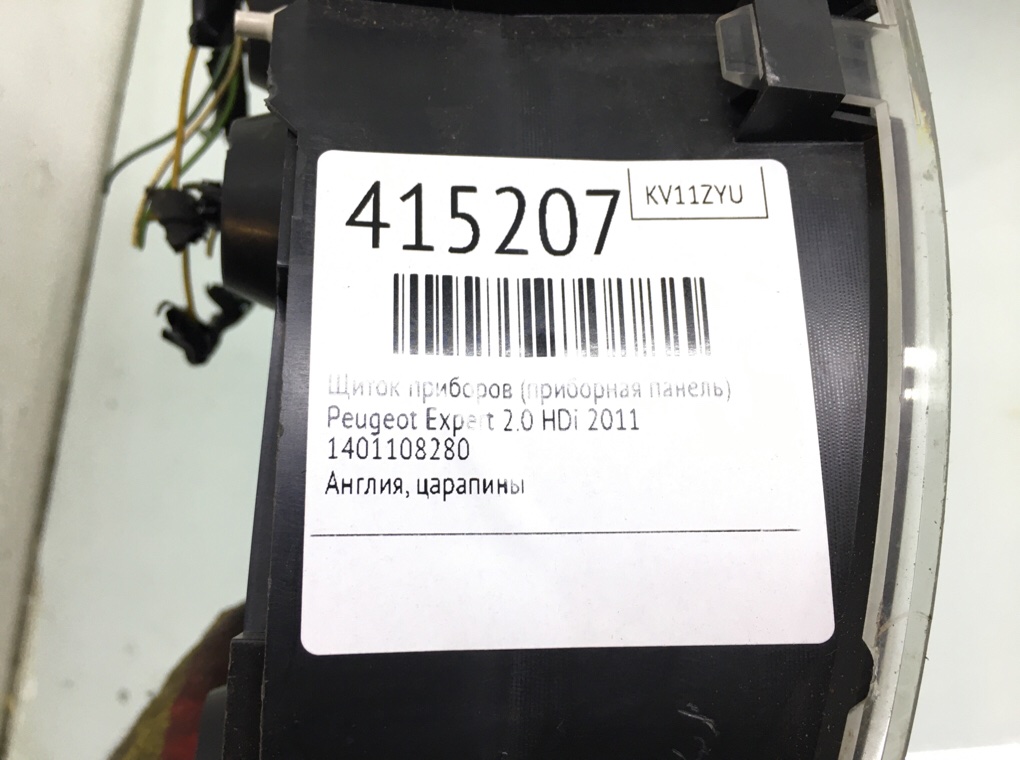 415207
KV11ZYU
Щиток приборов (приборная панель)
Peugeot Expert 2.0 HDi 2011
1401108280
Англия, царапины